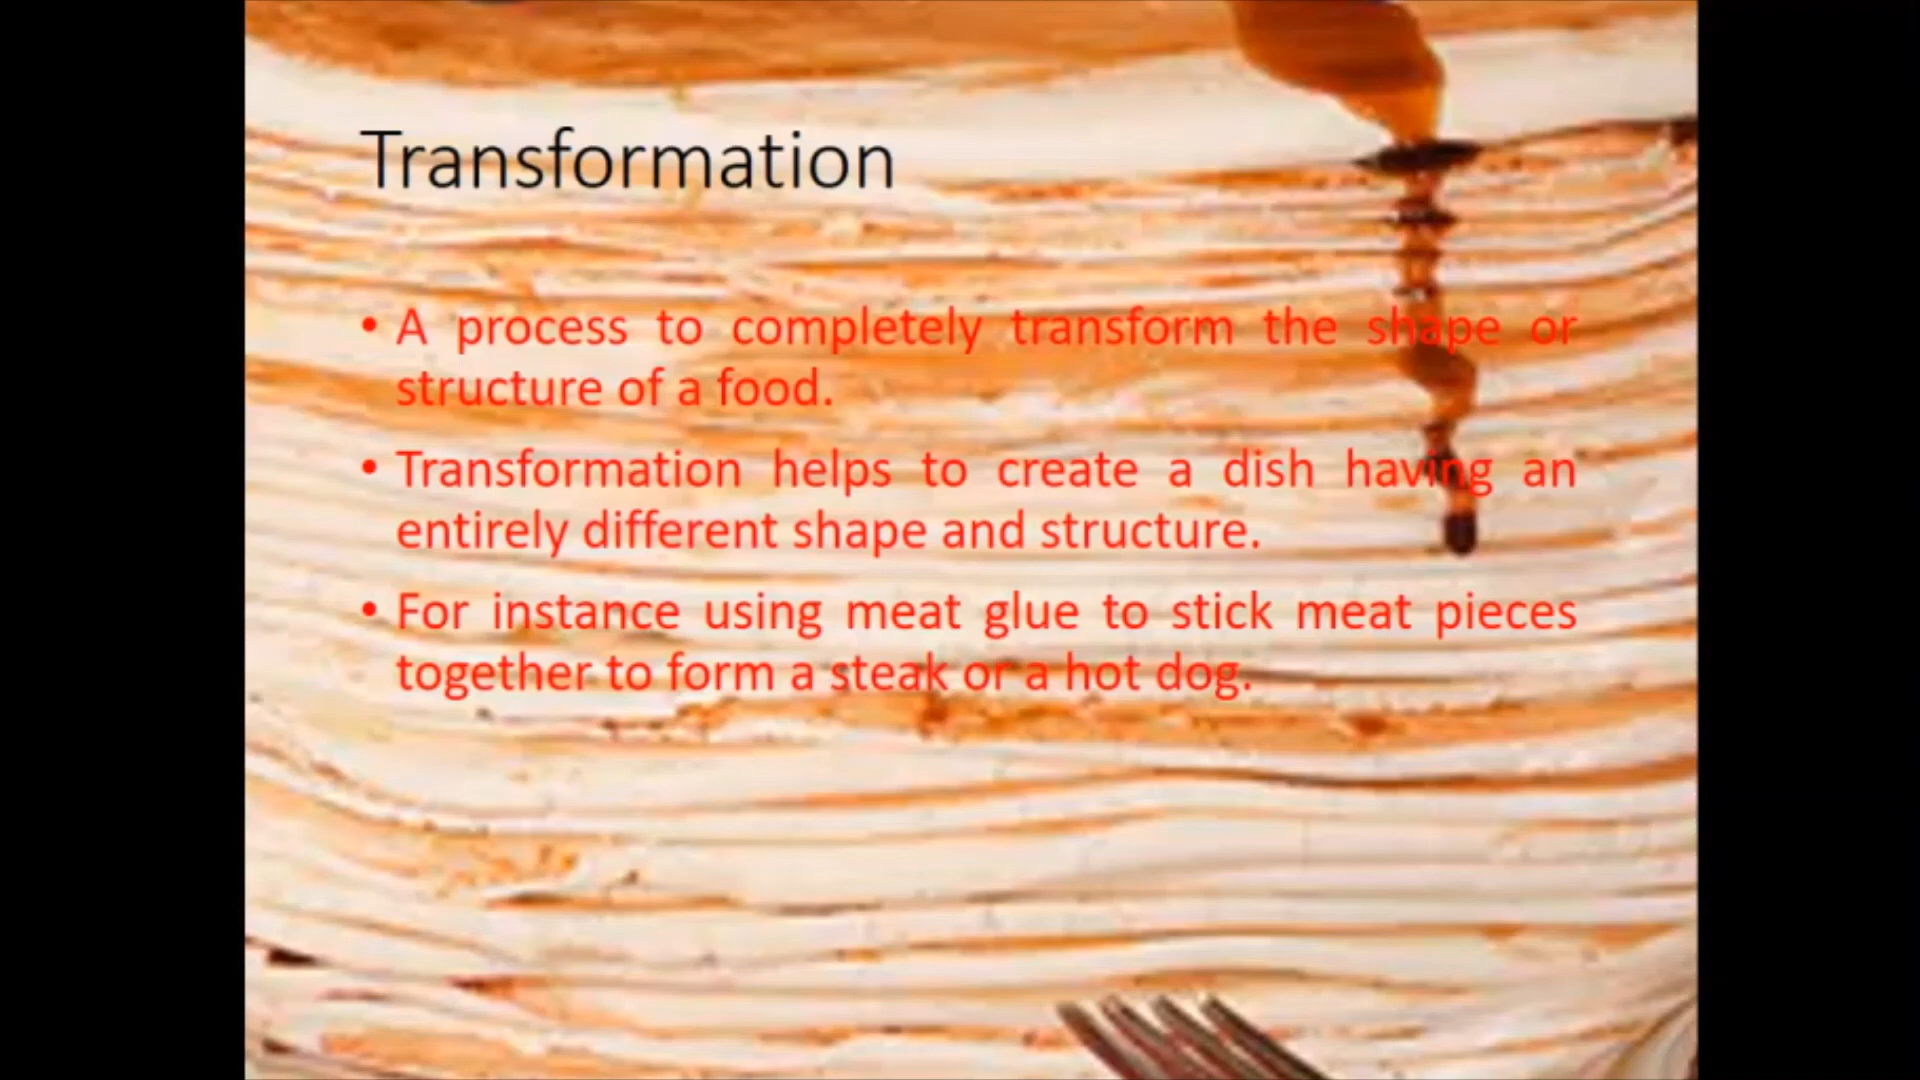 Transformation
• A process to completely transform the shape or
structure of a food.
• Transformation helps to create a dish having an
entirely different shape and structure.
• For instance using meat glue to stick meat pieces
together to form a steak or a hot dog.